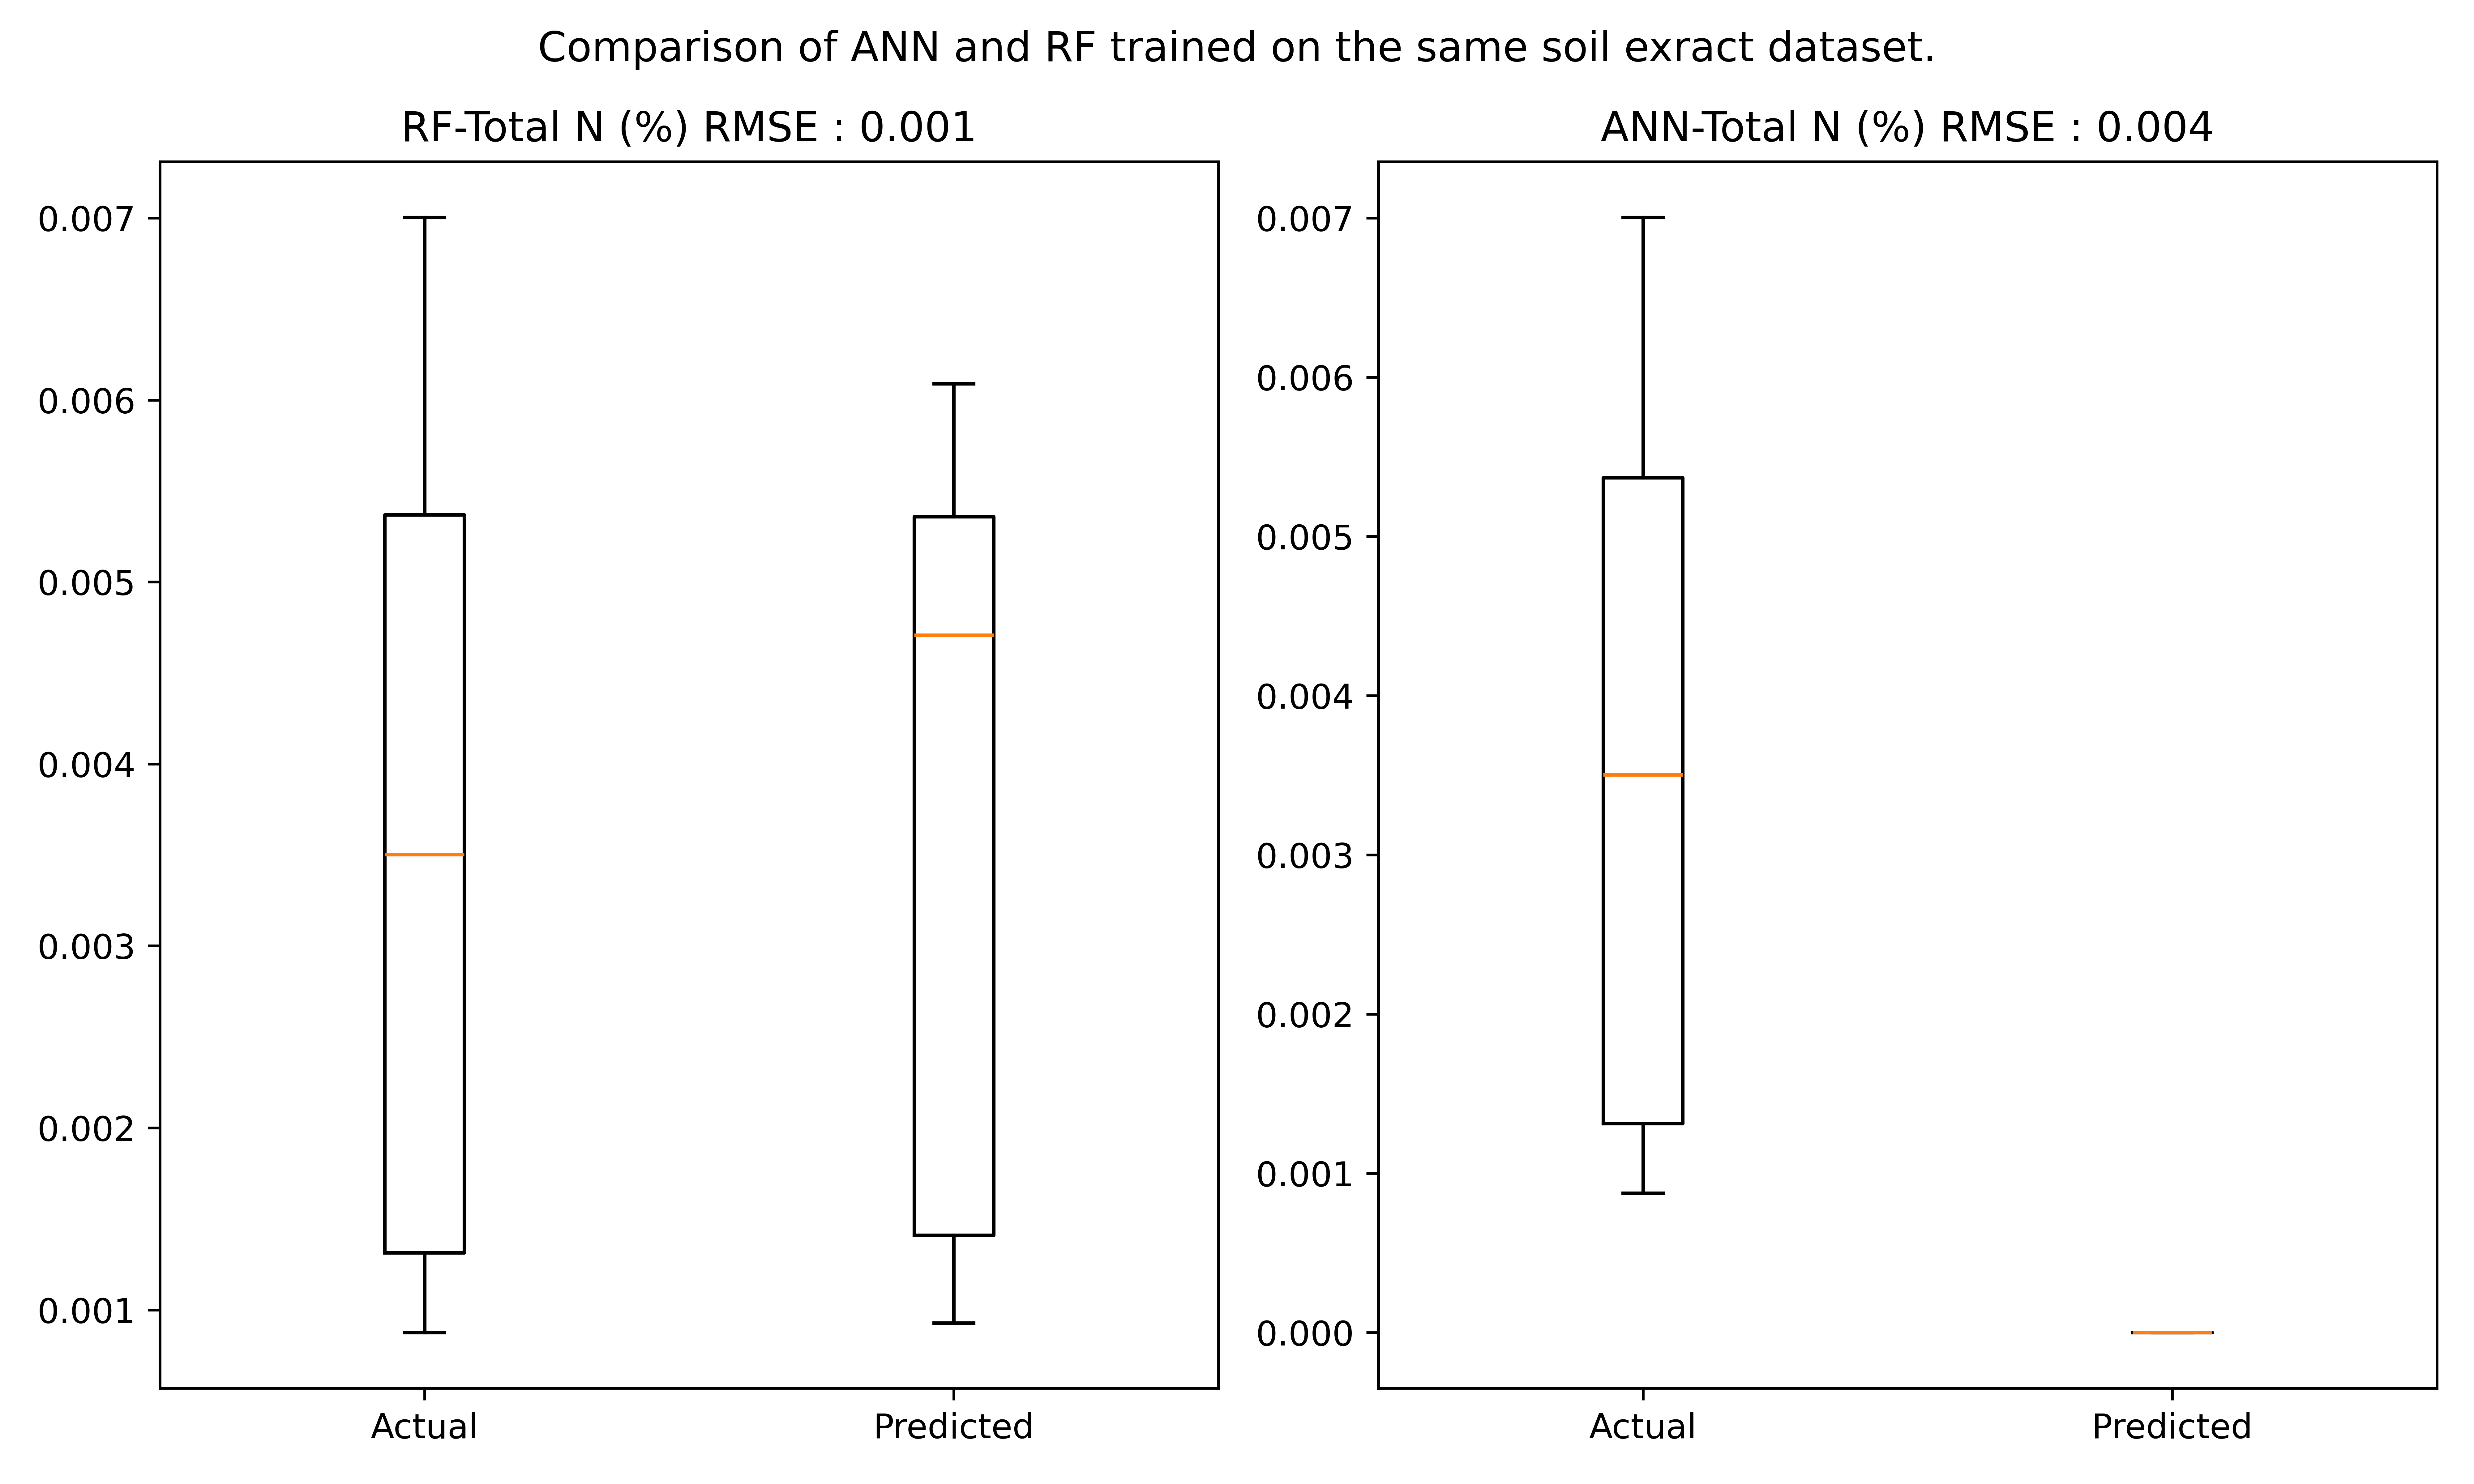 Comparison of ANN and RF trained on the same soil exract dataset.
RF-Total N (%) RMSE : 0.001
0.007
0.006
0.005
0.004
0.003
0.002
0.001
Actual
Predicted
ANN-Total N (%) RMSE : 0.004
0.007
0.006
0.005
0.004
0.003
0.002
0.001
0.000
Actual
Predicted